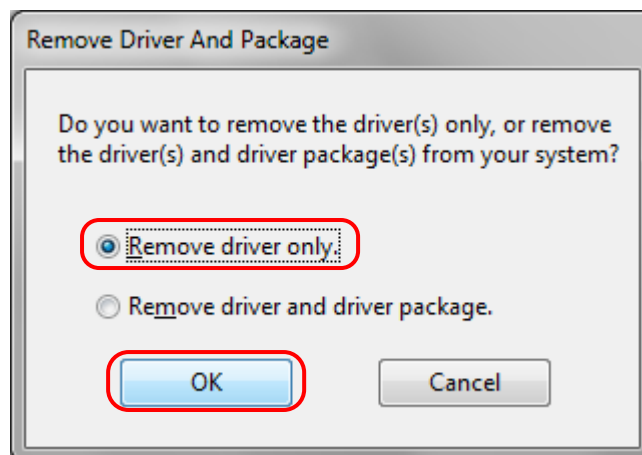 Remove Driver And Package
Do you want to remove the driver(s) only, or remove
the driver(s) and driver package(s) from your system?
Remove driver only.
Remove driver and driver package.
OK
Cancel